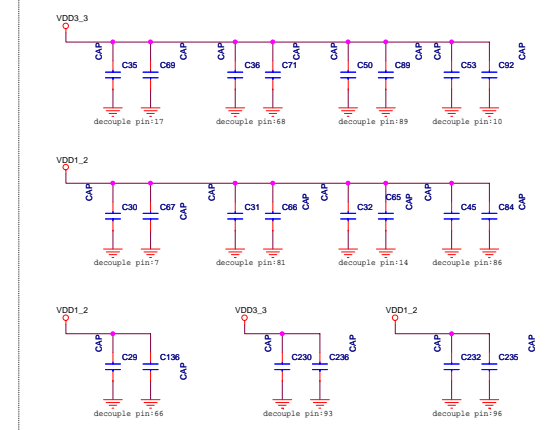 VDD3_3
CAP CAP CAP CAP CAP CAP CAP CAP
C35 C69 C36 C71 C50 C89 C53 C92
decouple pin:17 decouple pin:68 decouple pin:89 decouple pin:10
VDD1_2
CAP CAP CAP CAP CAP CAP CAP CAP
C30 C67 C31 C66 C32 C65 C45 C84
decouple pin:7 decouple pin:81 decouple pin:14 decouple pin:86
VDD1_2 VDD3_3 VDD1_2
CAP CAP CAP CAP CAP CAP
C29 C136 C230 C236 C232 C235
decouple pin:66 decouple pin:93 decouple pin:96